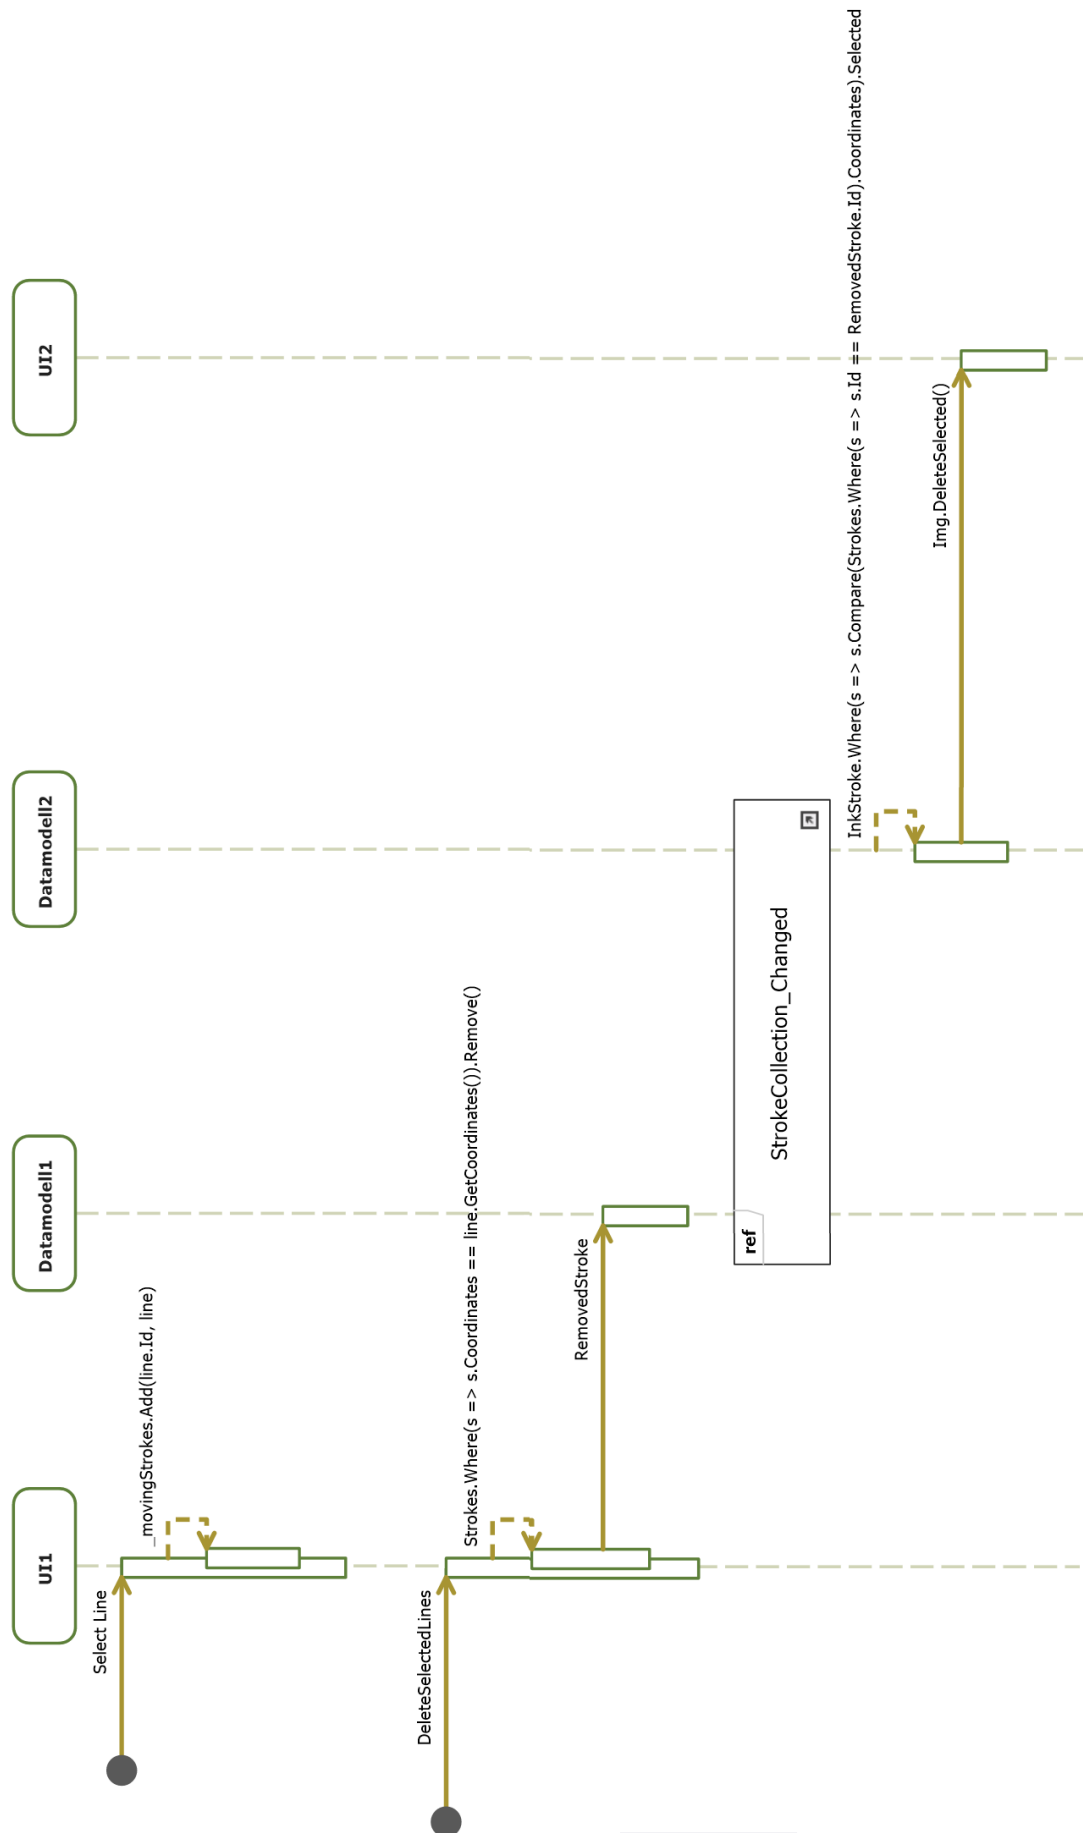 UI1
Datamodell1
Datamodell2
UI2
Select Line
_movingStrokes.Add(line.Id, line)
DeleteSelectedLines
Strokes.Where(s => s.Coordinates == line.GetCoordinates()).Remove()
RemovedStroke
ref
StrokeCollection_Changed
InkStroke.Where(s => s.Compare(Strokes.Where(s => s.Id == RemovedStroke.Id).Coordinates).Selected
Img.DeleteSelected()